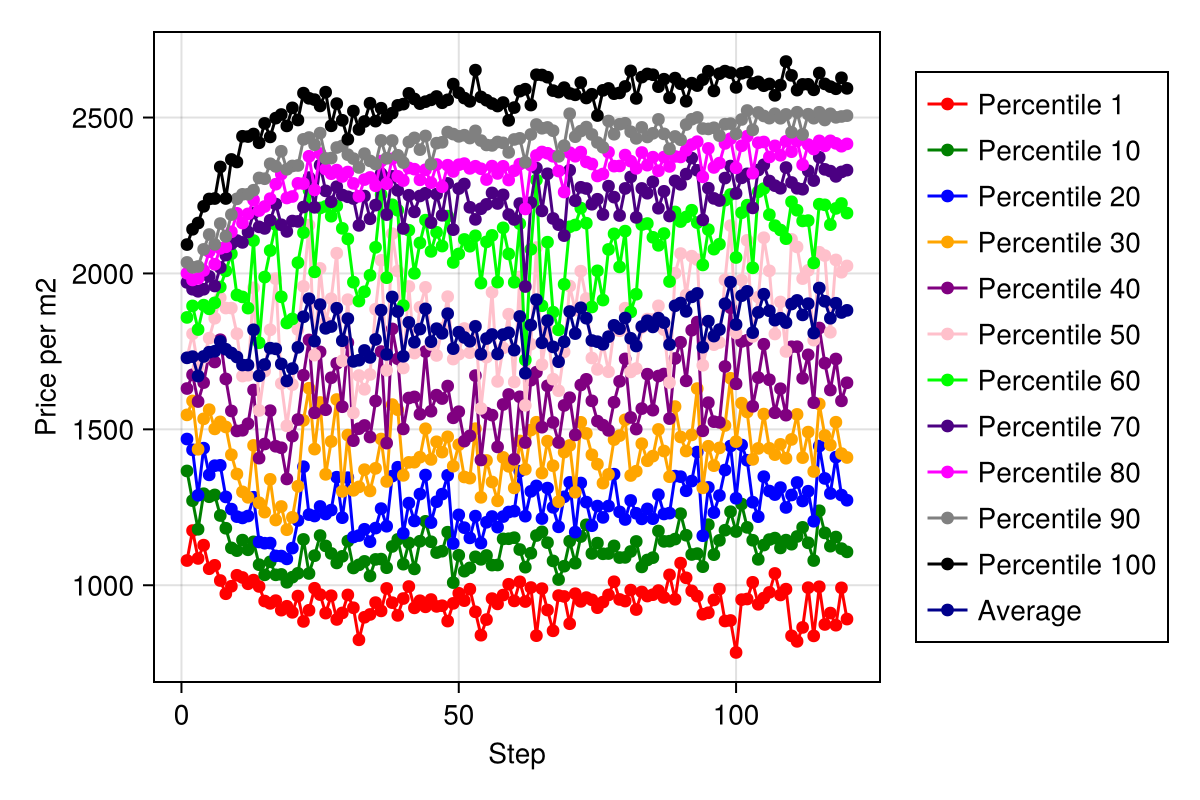 2500
2000
1500
1000
Price per m2
0
50
100
Step
Percentile 1
Percentile 10
Percentile 20
Percentile 30
Percentile 40
Percentile 50
Percentile 60
Percentile 70
Percentile 80
Percentile 90
Percentile 100
Average